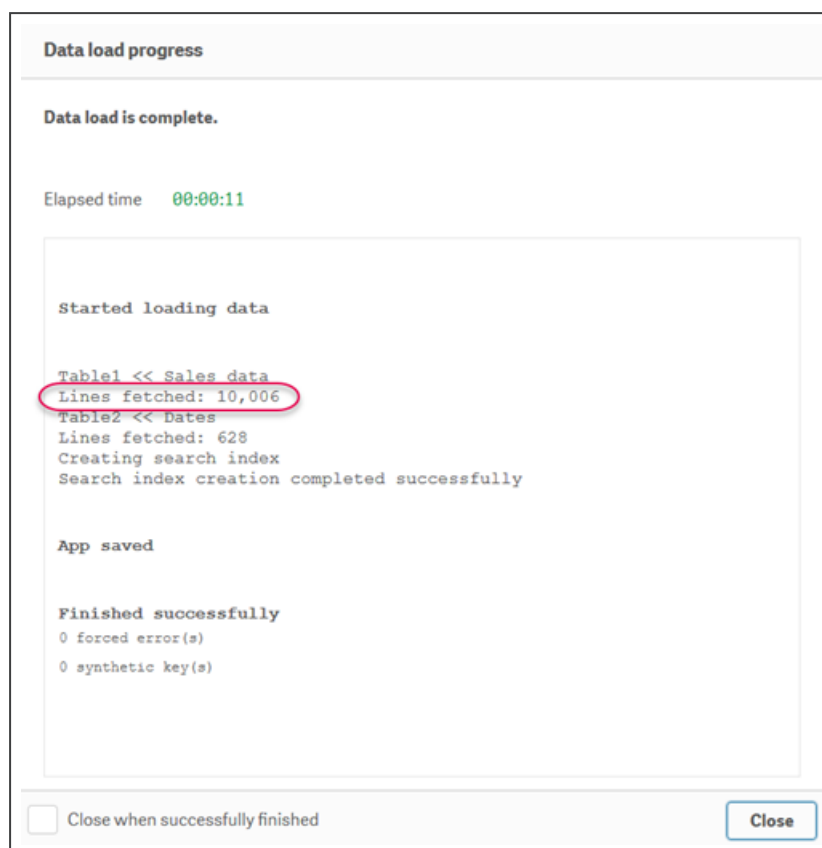 Data load progress
Data load is complete.
Elapsed time 00:00:11
Started loading data
Table1 << Sales data
Lines fetched: 10,006
Table2 << Dates
Lines fetched: 628
Creating search index
Search index creation completed successfully
App saved
Finished successfully
0 forced error(s)
0 synthetic key(s)
Close when successfully finished
Close